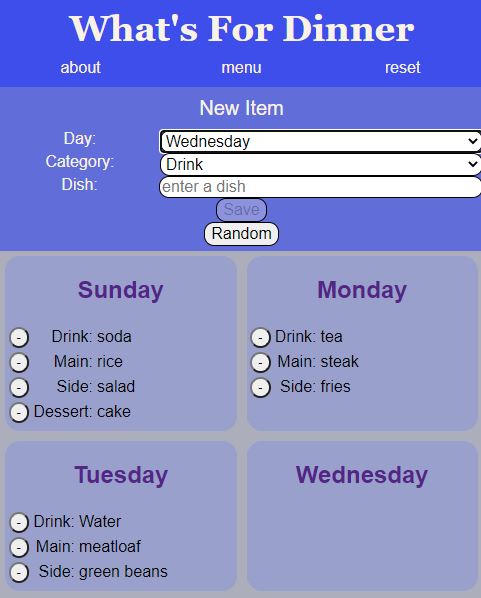 What's For Dinner
about menu reset
New Item
Day: Wednesday
Category: Drink
Dish: enter a dish
Save
Random
Sunday
- Drink: soda
- Main: rice
- Side: salad
- Dessert: cake
Monday
- Drink: tea
- Main: steak
- Side: fries
Tuesday
- Drink: Water
- Main: meatloaf
- Side: green beans
Wednesday